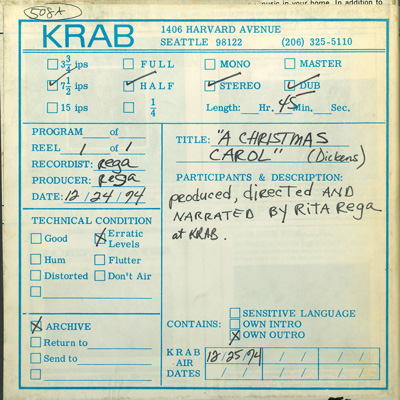 508A
music in your home. In addition to
KRAB
1406 HARVARD AVENUE
SEATTLE 98122 (206) 325-5110
3 3/4 ips FULL MONO MASTER
7 1/2 ips HALF STEREO DUB
15 ips 1/4 Length: Hr. 45 Min. Sec.
PROGRAM of
REEL 1 of 1
RECORDIST: rega
PRODUCER: Rega
DATE: 12/24/74
TITLE: "A CHRISTMAS
CAROL" (Dickens)
PARTICIPANTS & DESCRIPTION:
produced, directed AND
NARRATED BY RITA Rega
at KRAB.
TECHNICAL CONDITION
Good Erratic Levels
Hum Flutter
Distorted Don't Air
ARCHIVE
Return to
Send to
CONTAINS:
SENSITIVE LANGUAGE
OWN INTRO
OWN OUTRO
KRAB AIR DATES
12/25/74